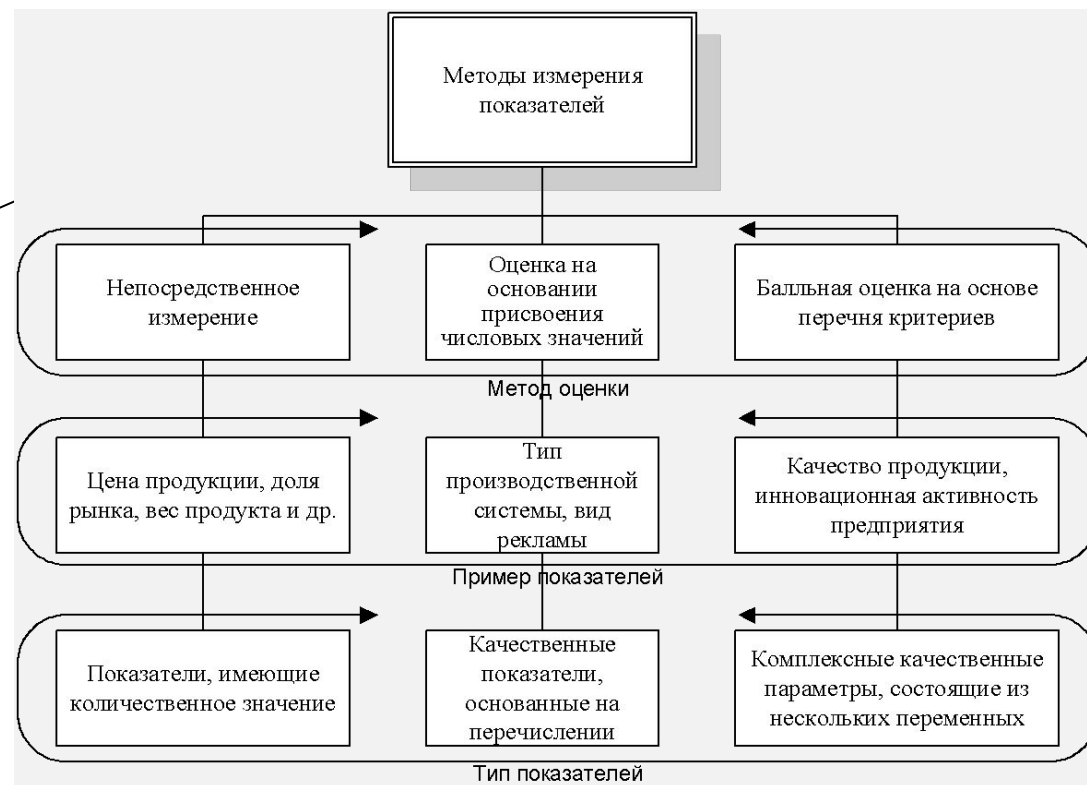 Методы измерения
показателей
Непосредственное
измерение
Оценка на
основании
присвоения
числовых значений
Балльная оценка на основе
перечня критериев
Метод оценки
Цена продукции, доля
рынка, вес продукта и др.
Тип
производственной
системы, вид
рекламы
Качество продукции,
инновационная активность
предприятия
Пример показателей
Показатели, имеющие
количественное значение
Качественные
показатели,
основанные на
перечислении
Комплексные качественные
параметры, состоящие из
нескольких переменных
Тип показателей